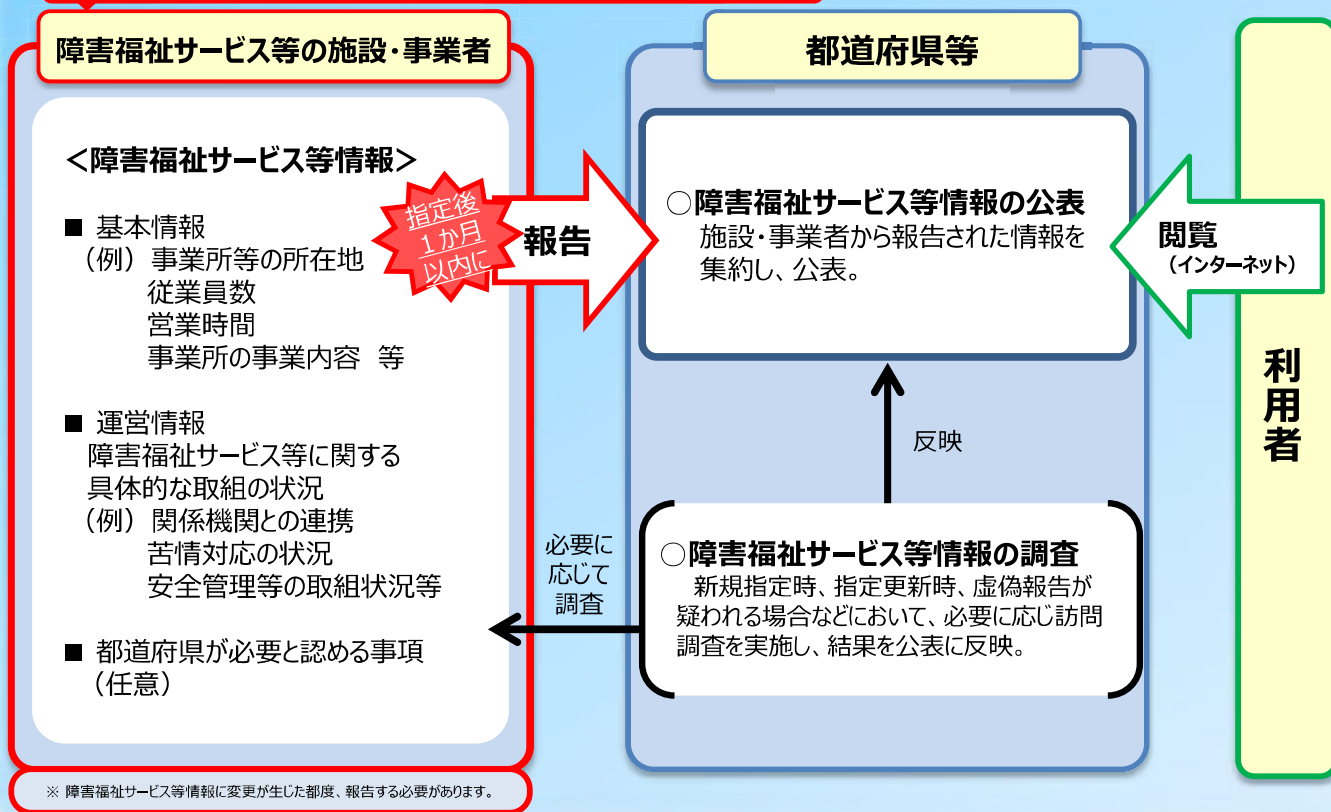 障害福祉サービス等の施設・事業者
＜障害福祉サービス等情報＞
■ 基本情報
（例）事業所等の所在地
従業員数
営業時間
事業所の事業内容 等
■ 運営情報
障害福祉サービス等に関する
具体的な取組の状況
（例）関係機関との連携
苦情対応の状況
安全管理等の取組状況等
■ 都道府県が必要と認める事項
（任意）
※ 障害福祉サービス等情報に変更が生じた都度、報告する必要があります。
指定後
１か月
以内に
報告
必要に
応じて
調査
都道府県等
○障害福祉サービス等情報の公表
施設・事業者から報告された情報を
集約し、公表。
反映
○障害福祉サービス等情報の調査
新規指定時、指定更新時、虚偽報告が
疑われる場合などにおいて、必要に応じ訪問
調査を実施し、結果を公表に反映。
閲覧
（インターネット）
利用者